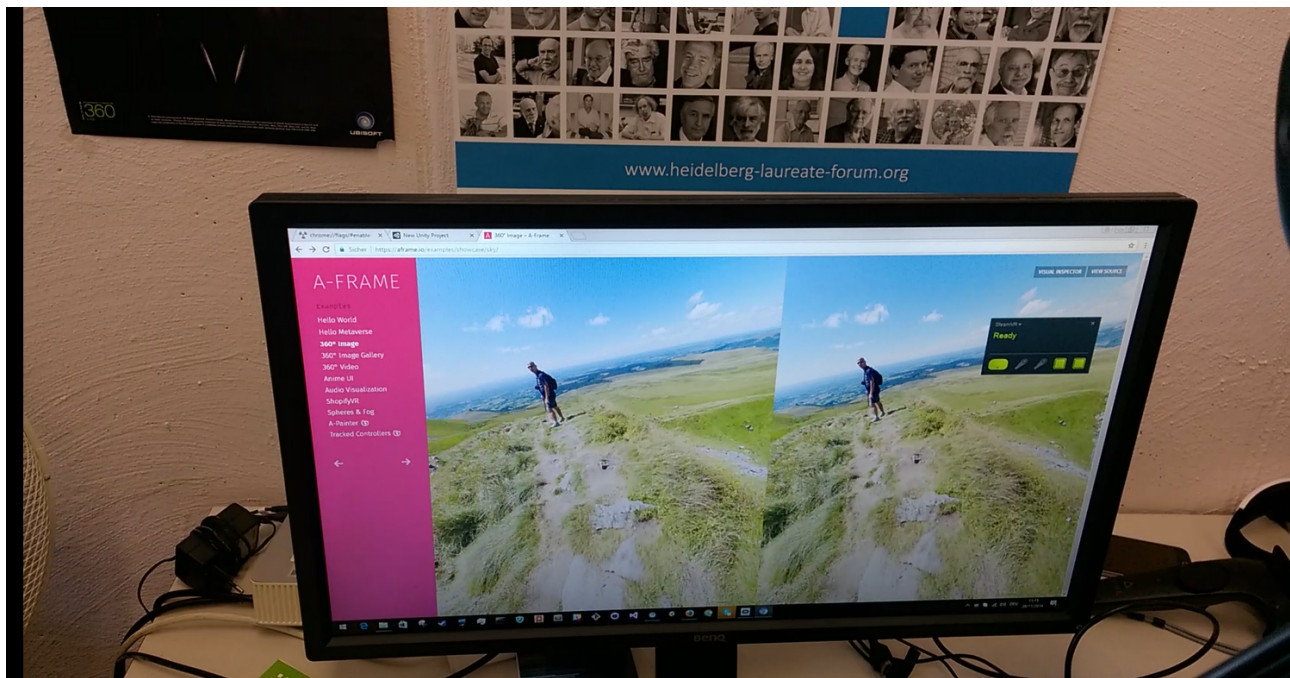 360
UBISOFT
www.heidelberg-laureate-forum.org
New Unity Project
360° Image – A-Frame
Sicher
https://aframe.io/examples/showcase/sky/
A-FRAME
Examples
Hello World
Hello Metaverse
360° Image
360° Image Gallery
360° Video
Anime UI
Audio Visualization
ShopifyVR
Spheres & Fog
A-Painter
Tracked Controllers
VISUAL INSPECTOR
VIEW SOURCE
SteamVR
Ready
BenQ